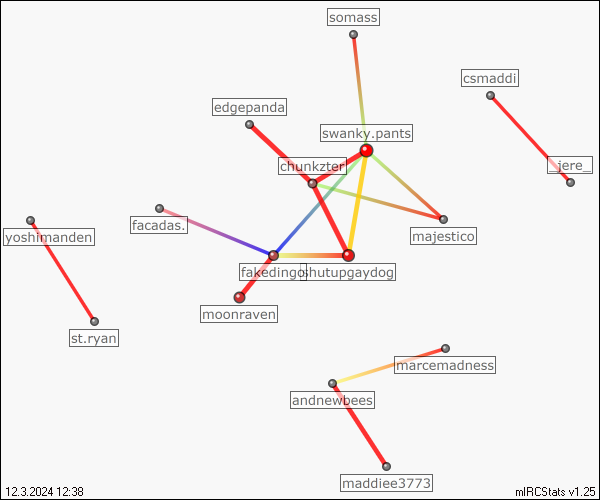 somass
csmaddi
edgepanda
swanky.pants
chunkzter
_jere_
facadas.
yoshimanden
majestico
fakedingo
shutupgaydog
moonraven
st.ryan
marcemadness
andnewbees
maddiee3773
12.3.2024 12:38
mIRCStats v1.25